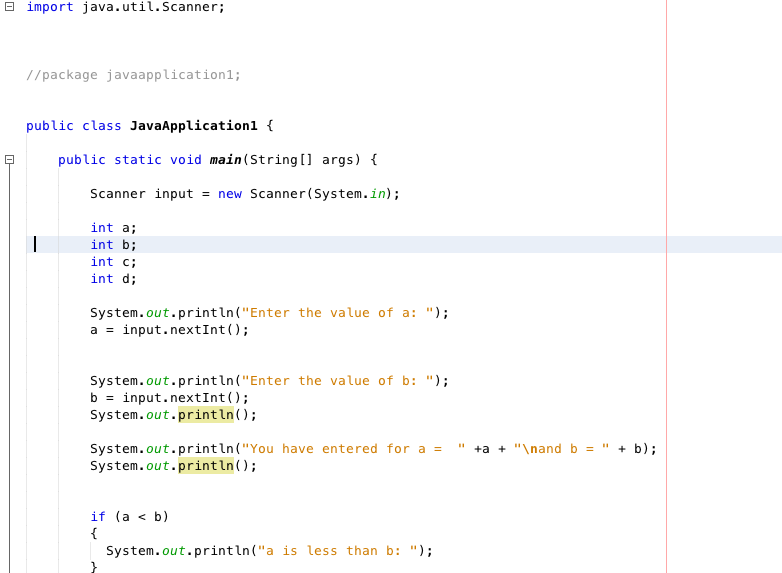 import java.util.Scanner;
//package javaapplication1;
public class JavaApplication1 {
public static void main(String[] args) {
Scanner input = new Scanner(System.in);
int a;
int b;
int c;
int d;
System.out.println("Enter the value of a: ");
a = input.nextInt();
System.out.println("Enter the value of b: ");
b = input.nextInt();
System.out.println();
System.out.println("You have entered for a =  " +a + "\nand b = " + b);
System.out.println();
if (a < b)
{
System.out.println("a is less than b: ");
}